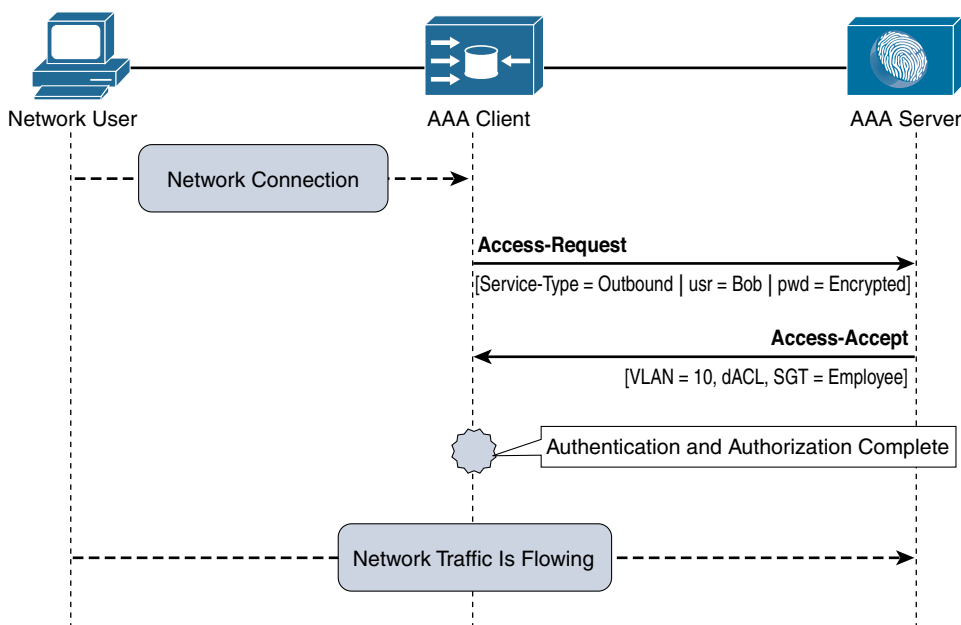 Network User
AAA Client
AAA Server
Network Connection
Access-Request
[Service-Type = Outbound | usr = Bob | pwd = Encrypted]
Access-Accept
[VLAN = 10, dACL, SGT = Employee]
Authentication and Authorization Complete
Network Traffic Is Flowing